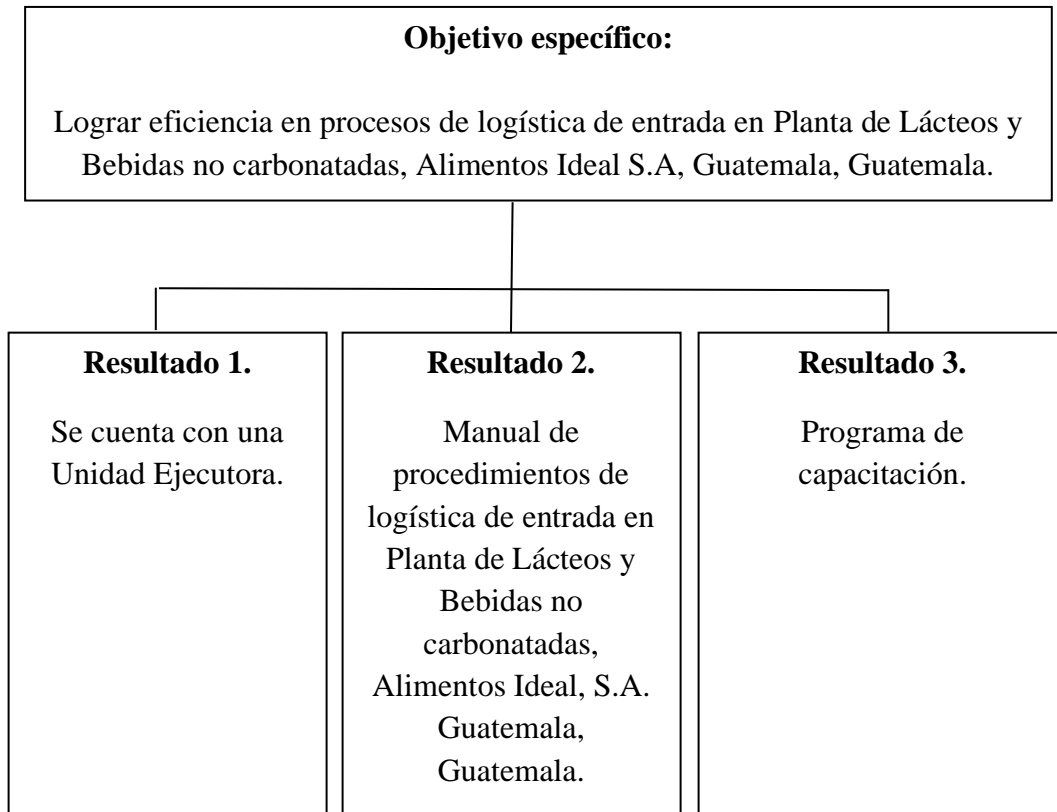 Objetivo específico:
Lograr eficiencia en procesos de logística de entrada en Planta de Lácteos y
Bebidas no carbonatadas, Alimentos Ideal S.A, Guatemala, Guatemala.
Resultado 1.
Se cuenta con una
Unidad Ejecutora.
Resultado 2.
Manual de
procedimientos de
logística de entrada en
Planta de Lácteos y
Bebidas no
carbonatadas,
Alimentos Ideal, S.A.
Guatemala,
Guatemala.
Resultado 3.
Programa de
capacitación.